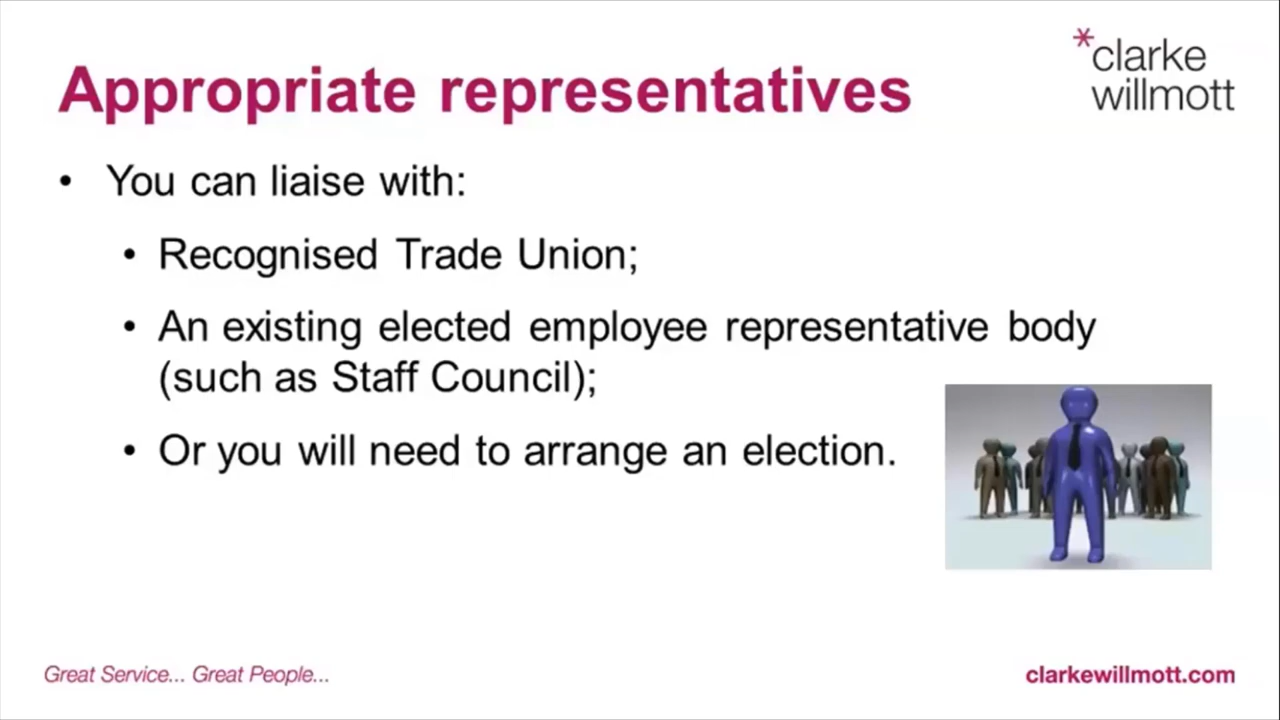 *clarke
willmott
Appropriate representatives
• You can liaise with:
• Recognised Trade Union;
• An existing elected employee representative body
(such as Staff Council);
• Or you will need to arrange an election.
Great Service... Great People...
clarkewillmott.com